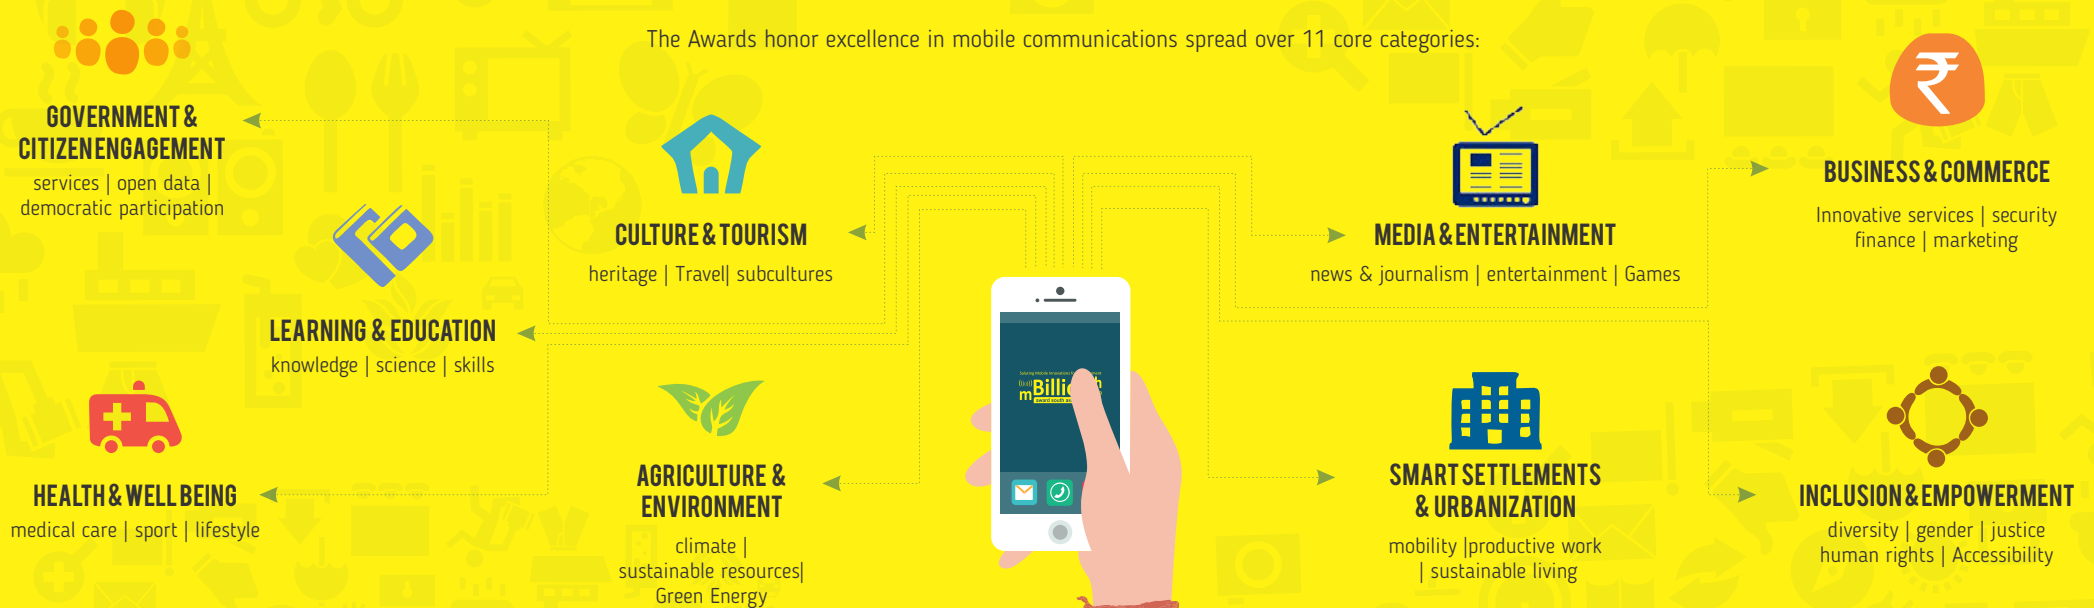 The Awards honor excellence in mobile communications spread over 11 core categories:
GOVERNMENT &
CITIZEN ENGAGEMENT
services | open data |
democratic participation
LEARNING & EDUCATION
knowledge | science | skills
HEALTH & WELL BEING
medical care | sport | lifestyle
CULTURE & TOURISM
heritage | Travel| subcultures
AGRICULTURE &
ENVIRONMENT
climate |
sustainable resources|
Green Energy
award south
MEDIA & ENTERTAINMENT
news & journalism | entertainment | Games
SMART SETTLEMENTS
& URBANIZATION
mobility |productive work
| sustainable living
₹
BUSINESS & COMMERCE
Innovative services | security
finance | marketing
INCLUSION & EMPOWERMENT
diversity | gender | justice
human rights | Accessibility